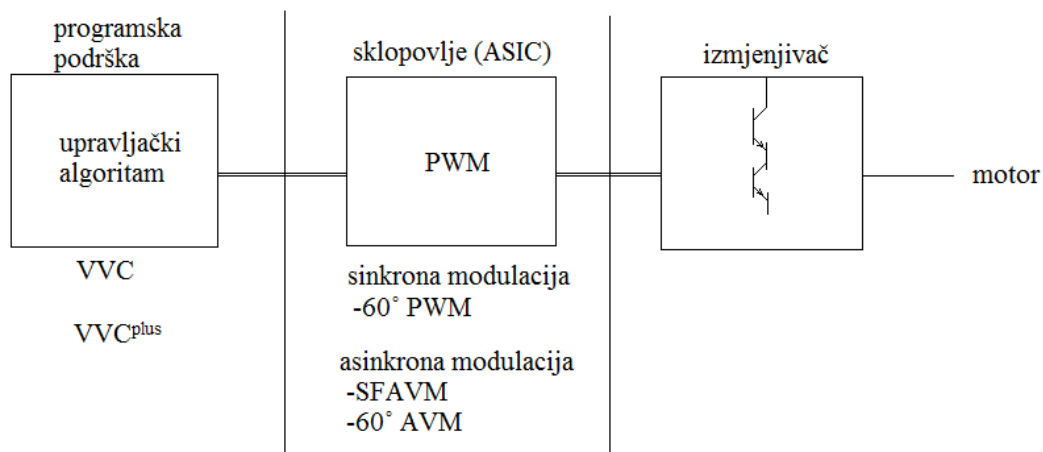 programska
podrška
upravljački
algoritam
VVC
VVCplus
sklopovlje (ASIC)
PWM
sinkrona modulacija
-60° PWM
asinkrona modulacija
-SFAVM
-60° AVM
izmjenjivač
motor